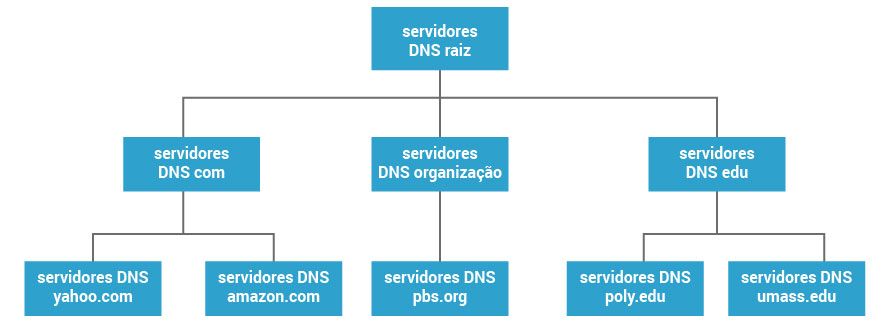 servidores
DNS raiz
servidores
DNS com
servidores
DNS organização
servidores
DNS edu
servidores DNS
yahoo.com
servidores DNS
amazon.com
servidores DNS
pbs.org
servidores DNS
poly.edu
servidores DNS
umass.edu